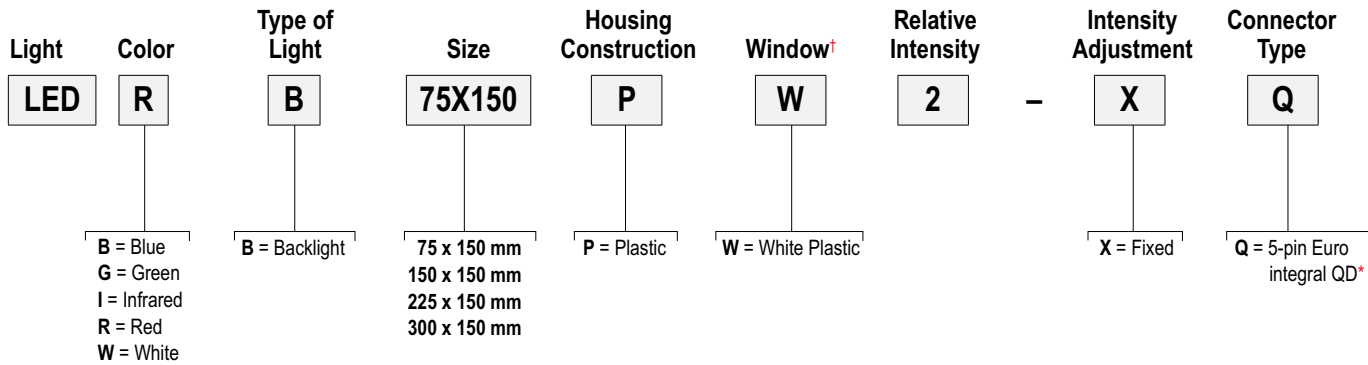 Light Color Type of Light Size Housing Construction Window† Relative Intensity Intensity Adjustment Connector Type
LED R B 75X150 P W 2 – X Q
B = Blue
G = Green
I = Infrared
R = Red
W = White
B = Backlight
75 x 150 mm
150 x 150 mm
225 x 150 mm
300 x 150 mm
P = Plastic
W = White Plastic
X = Fixed
Q = 5-pin Euro
integral QD*